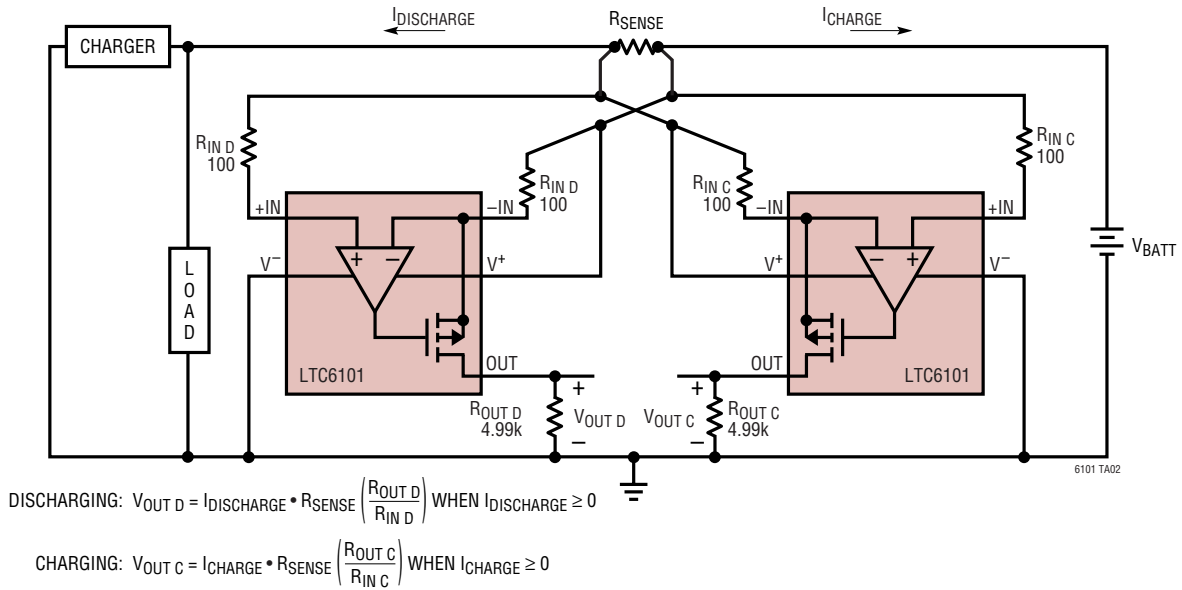 CHARGER
IDISCHARGE
RSENSE
ICHARGE
RIN D
100
RIN D
100
RIN C
100
RIN C
100
+IN
–IN
–IN
+IN
V–
+
–
V+
V+
–
+
V–
VBATT
LOAD
LTC6101
OUT
OUT
LTC6101
ROUT D
4.99k
+
VOUT D
–
+
VOUT C
–
ROUT C
4.99k
6101 TA02
DISCHARGING: VOUT D = IDISCHARGE • RSENSE (ROUT D / RIN D) WHEN IDISCHARGE ≥ 0
CHARGING: VOUT C = ICHARGE • RSENSE (ROUT C / RIN C) WHEN ICHARGE ≥ 0